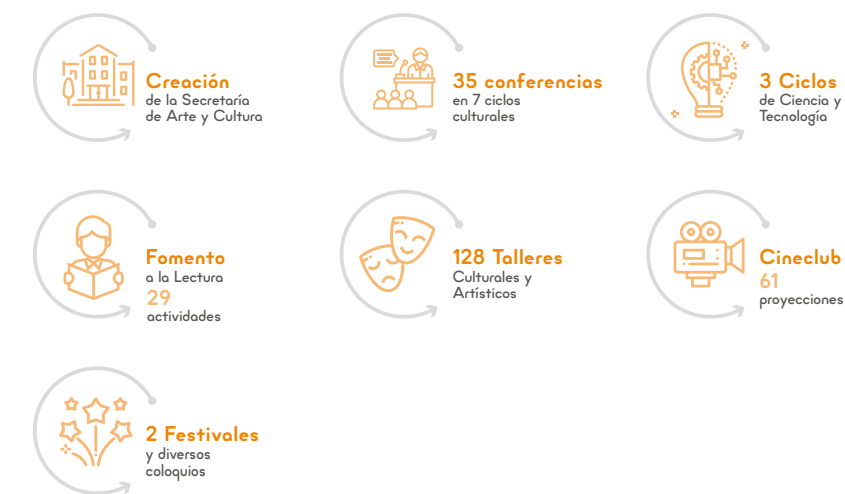 Creación
de la Secretaría
de Arte y Cultura
35 conferencias
en 7 ciclos
culturales
3 Ciclos
de Ciencia y
Tecnología
Fomento
a la Lectura
29
actividades
128 Talleres
Culturales y
Artísticos
Cineclub
61
proyecciones
2 Festivales
y diversos
coloquios